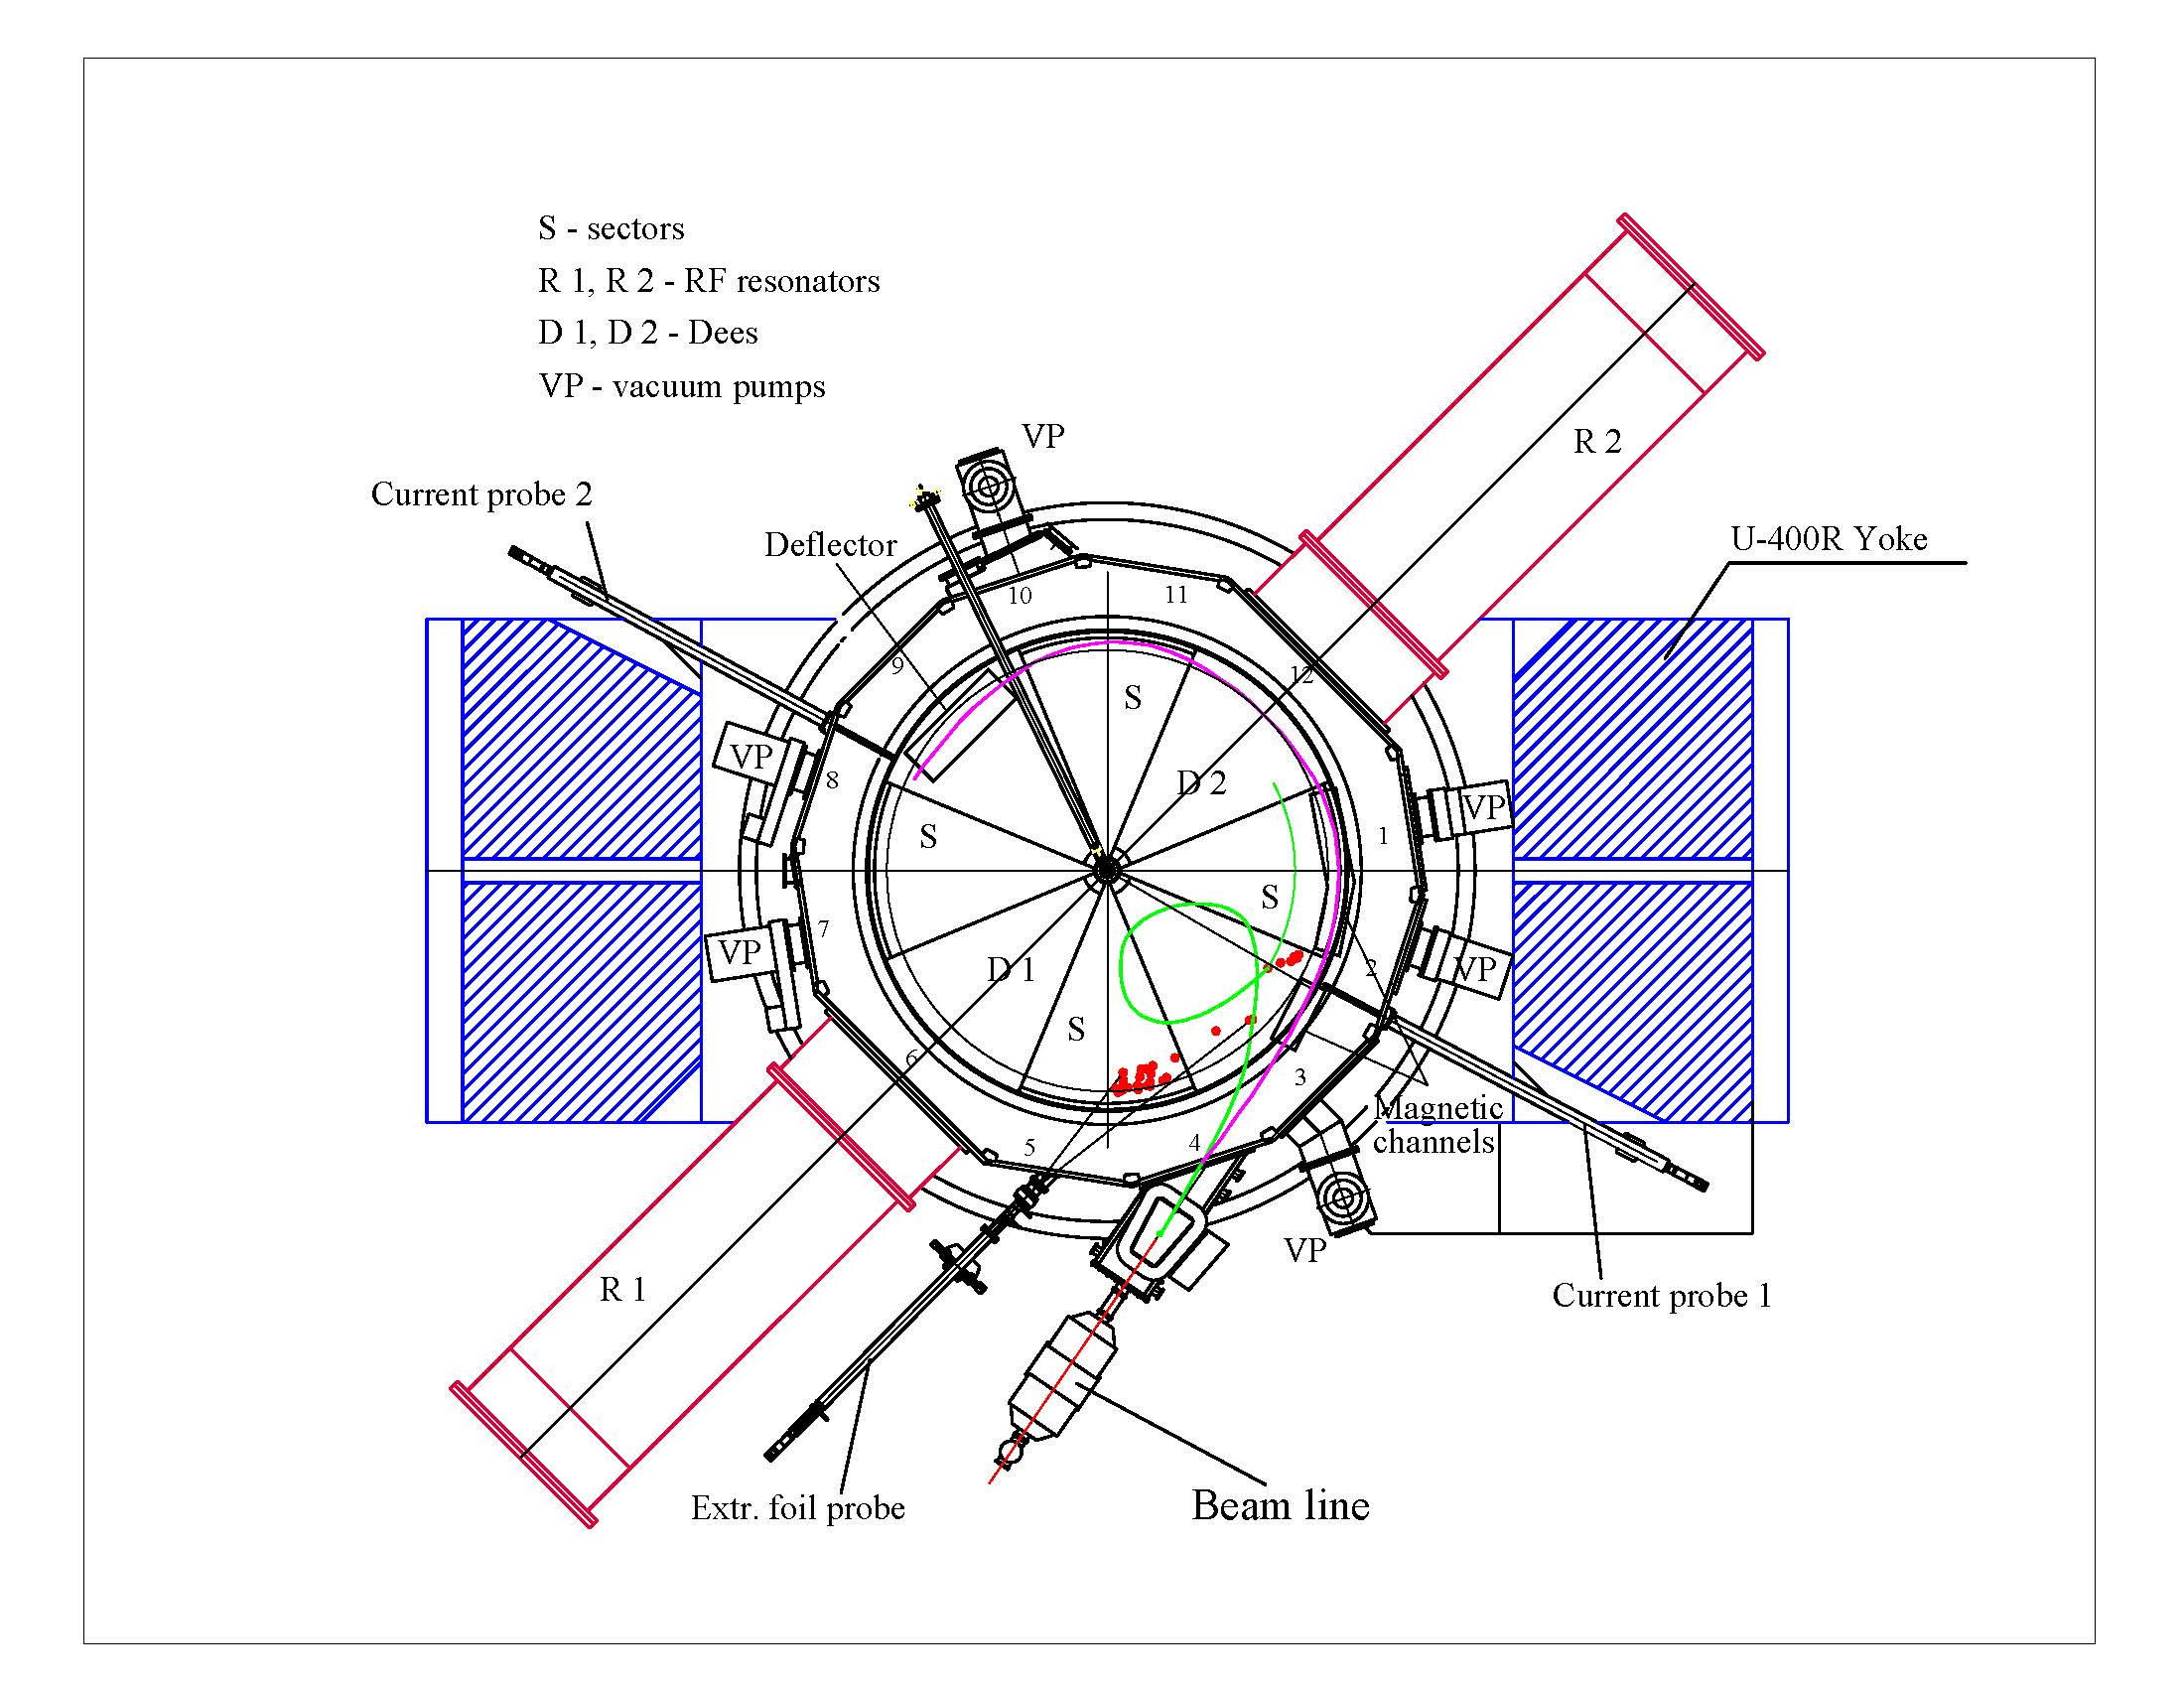 S - sectors
R 1, R 2 - RF resonators
D 1, D 2 - Dees
VP - vacuum pumps
VP
R 2
Current probe 2
Deflector
U-400R Yoke
10
11
9
12
S
VP
8
D 2
VP
S
1
S
7
VP
D 1
2
VP
S
6
3
Magnetic
channels
5
4
VP
R 1
Current probe 1
Extr. foil probe
Beam line